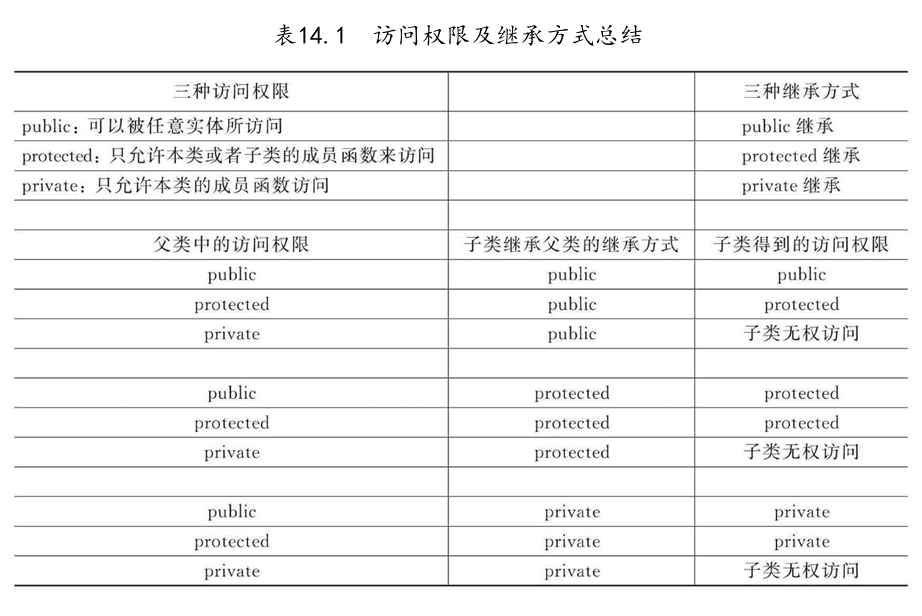 表14.1 访问权限及继承方式总结
三种访问权限 三种继承方式
public：可以被任意实体所访问 public 继承
protected：只允许本类或者子类的成员函数来访问 protected 继承
private：只允许本类的成员函数访问 private 继承
父类中的访问权限 子类继承父类的继承方式 子类得到的访问权限
public public public
protected public protected
private public 子类无权访问
public protected protected
protected protected protected
private protected 子类无权访问
public private private
protected private private
private private 子类无权访问